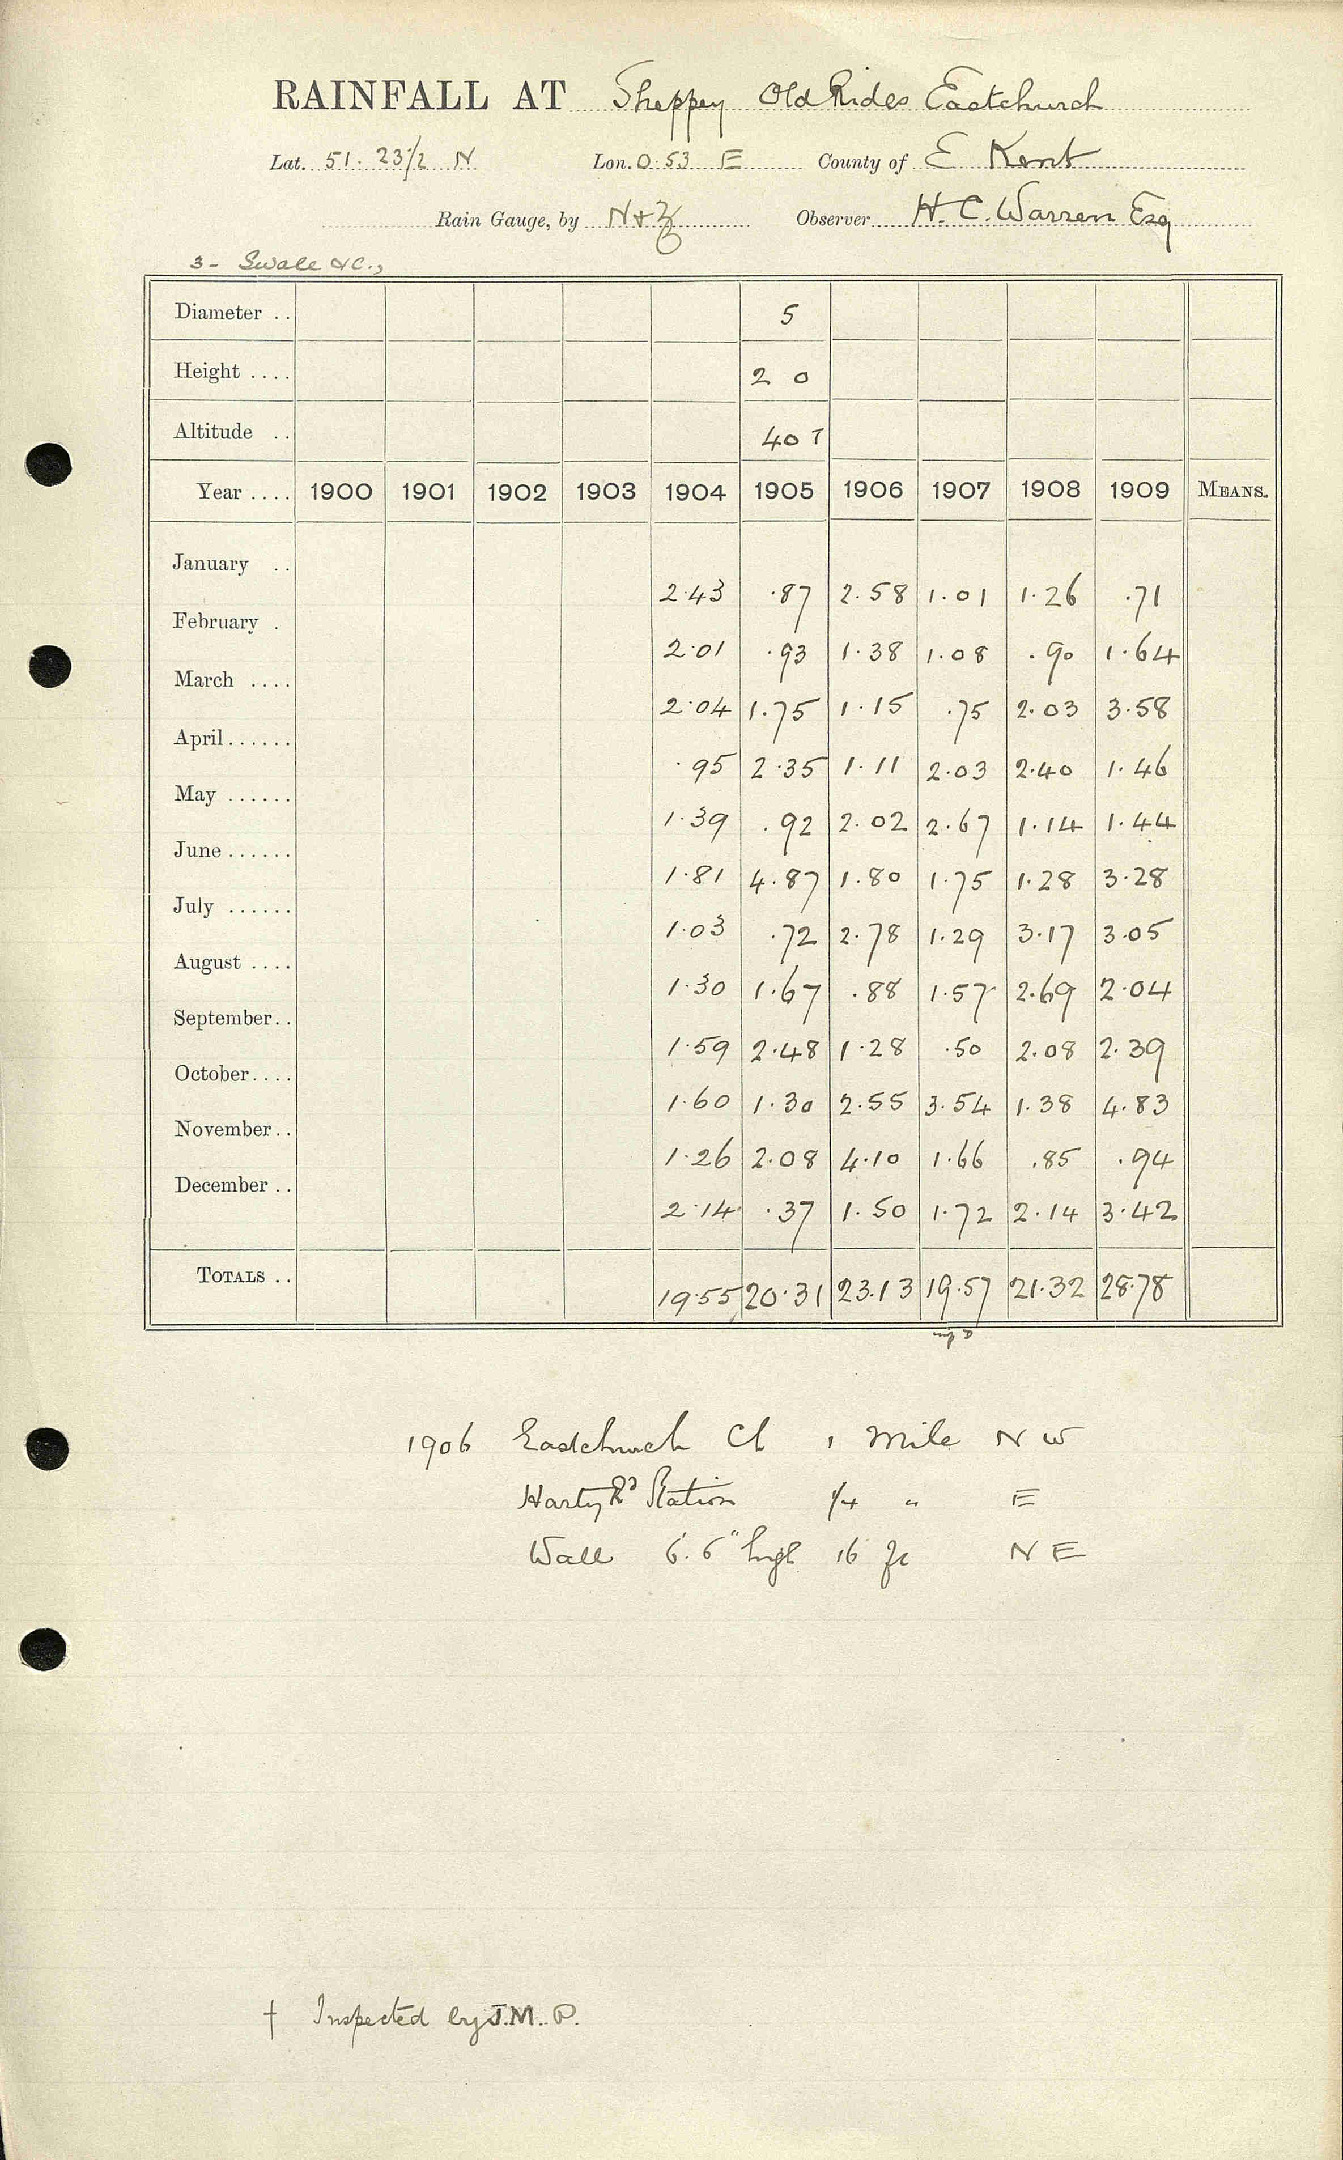 RAINFALL AT Sheppey Old Rides Eastchurch
Lat. 51. 23½ N Lon. 0.53 E County of E Kent
Rain Gauge, by N+Z Observer H. C. Warren Esq
3- Swale &c.,
Diameter .. 5
Height .... 2 0
Altitude .. 40 †
Year .... 1900 1901 1902 1903 1904 1905 1906 1907 1908 1909 MEANS.
January .. 2.43 .87 2.58 1.01 1.26 .71
February . 2.01 .93 1.38 1.08 .90 1.64
March .... 2.04 1.75 1.15 .75 2.03 3.58
April...... .95 2.35 1.11 2.03 2.40 1.46
May ...... 1.39 .92 2.02 2.67 1.14 1.44
June ...... 1.81 4.87 1.80 1.75 1.28 3.28
July ...... 1.03 .72 2.78 1.29 3.17 3.05
August .... 1.30 1.67 .88 1.57 2.69 2.04
September.. 1.59 2.48 1.28 .50 2.08 2.39
October.... 1.60 1.30 2.55 3.54 1.38 4.83
November.. 1.26 2.08 4.10 1.66 .85 .94
December .. 2.14 .37 1.50 1.72 2.14 3.42
TOTALS .. 19.55 20.31 23.13 19.57 21.32 28.78
1906 Eastchurch Ch 1 Mile N W
Harty Rd Station ¼ " E
Wall 6' 6" high 16 ft N E
† Inspected by J.M.P.